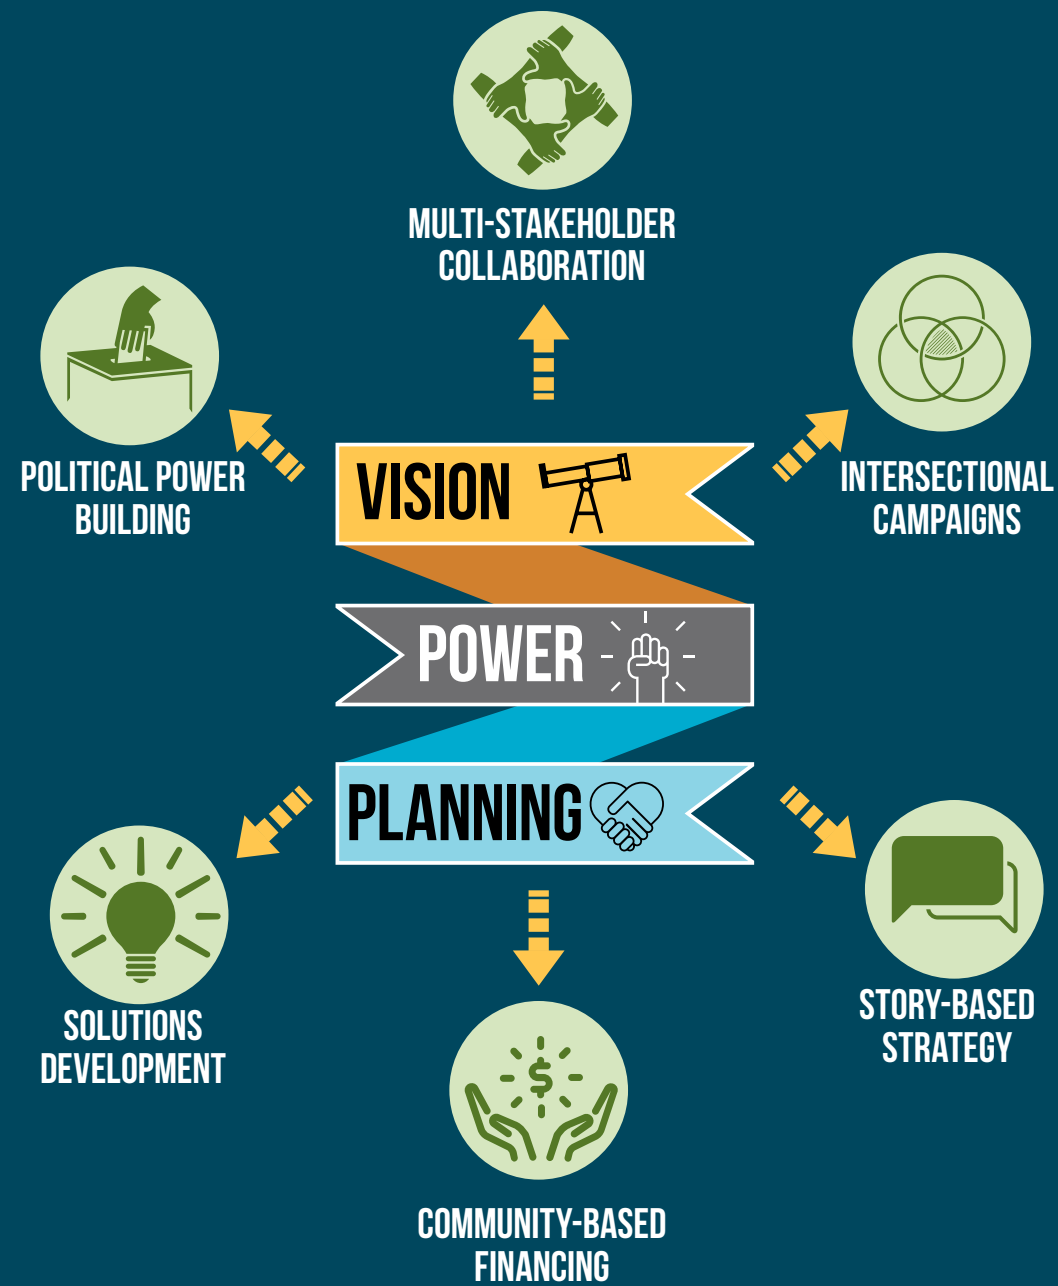 MULTI-STAKEHOLDER
COLLABORATION
POLITICAL POWER
BUILDING
INTERSECTIONAL
CAMPAIGNS
VISION
POWER
PLANNING
SOLUTIONS
DEVELOPMENT
STORY-BASED
STRATEGY
$
COMMUNITY-BASED
FINANCING